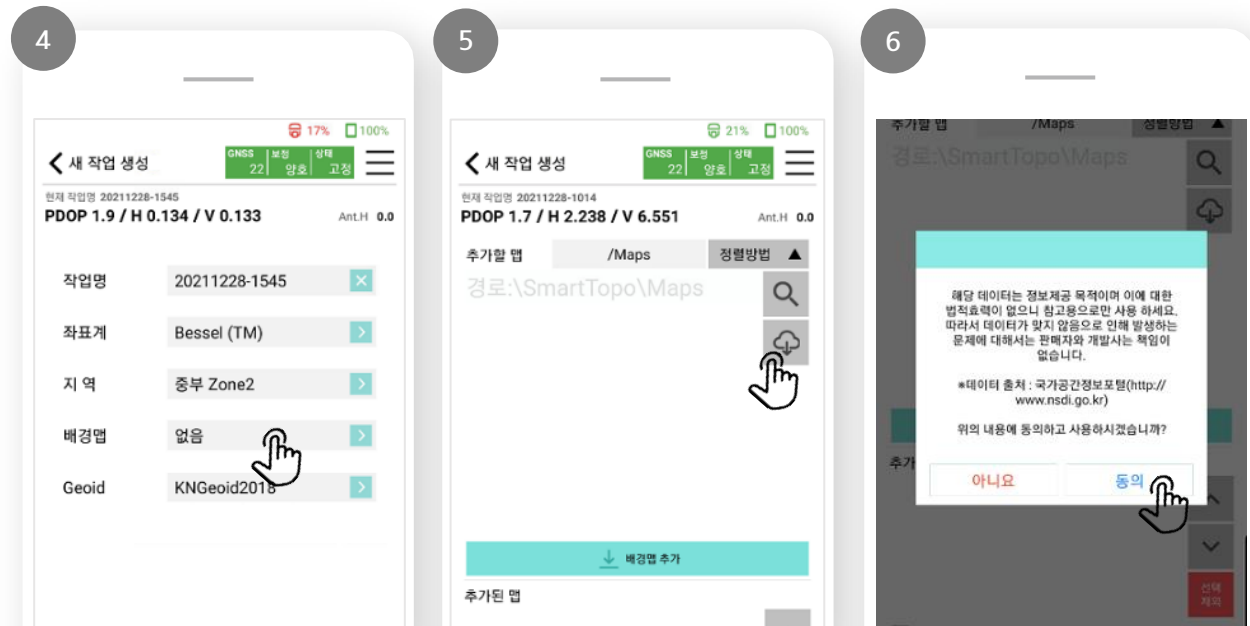 4
17% 100%
새 작업 생성
GNSS 보정 상태
22 양호 고정
현재 작업명 20211228-1545
PDOP 1.9 / H 0.134 / V 0.133 Ant.H 0.0
작업명 20211228-1545
좌표계 Bessel (TM)
지 역 중부 Zone2
배경맵 없음
Geoid KNGeoid2018
5
21% 100%
새 작업 생성
GNSS 보정 상태
22 양호 고정
현재 작업명 20211228-1014
PDOP 1.7 / H 2.238 / V 6.551 Ant.H 0.0
추가할 맵 /Maps 정렬방법 ▲
경로:\SmartTopo\Maps
배경맵 추가
추가된 맵
6
추가할 맵 /Maps 정렬방법 ▲
경로:\SmartTopo\Maps
해당 데이터는 정보제공 목적이며 이에 대한
법적효력이 없으니 참고용으로만 사용 하세요.
따라서 데이터가 맞지 않음으로 인해 발생하는
문제에 대해서는 판매자와 개발사는 책임이
없습니다.
※데이터 출처 : 국가공간정보포털(http://
www.nsdi.go.kr)
위의 내용에 동의하고 사용하시겠습니까?
추가
아니요 동의
선택
제외